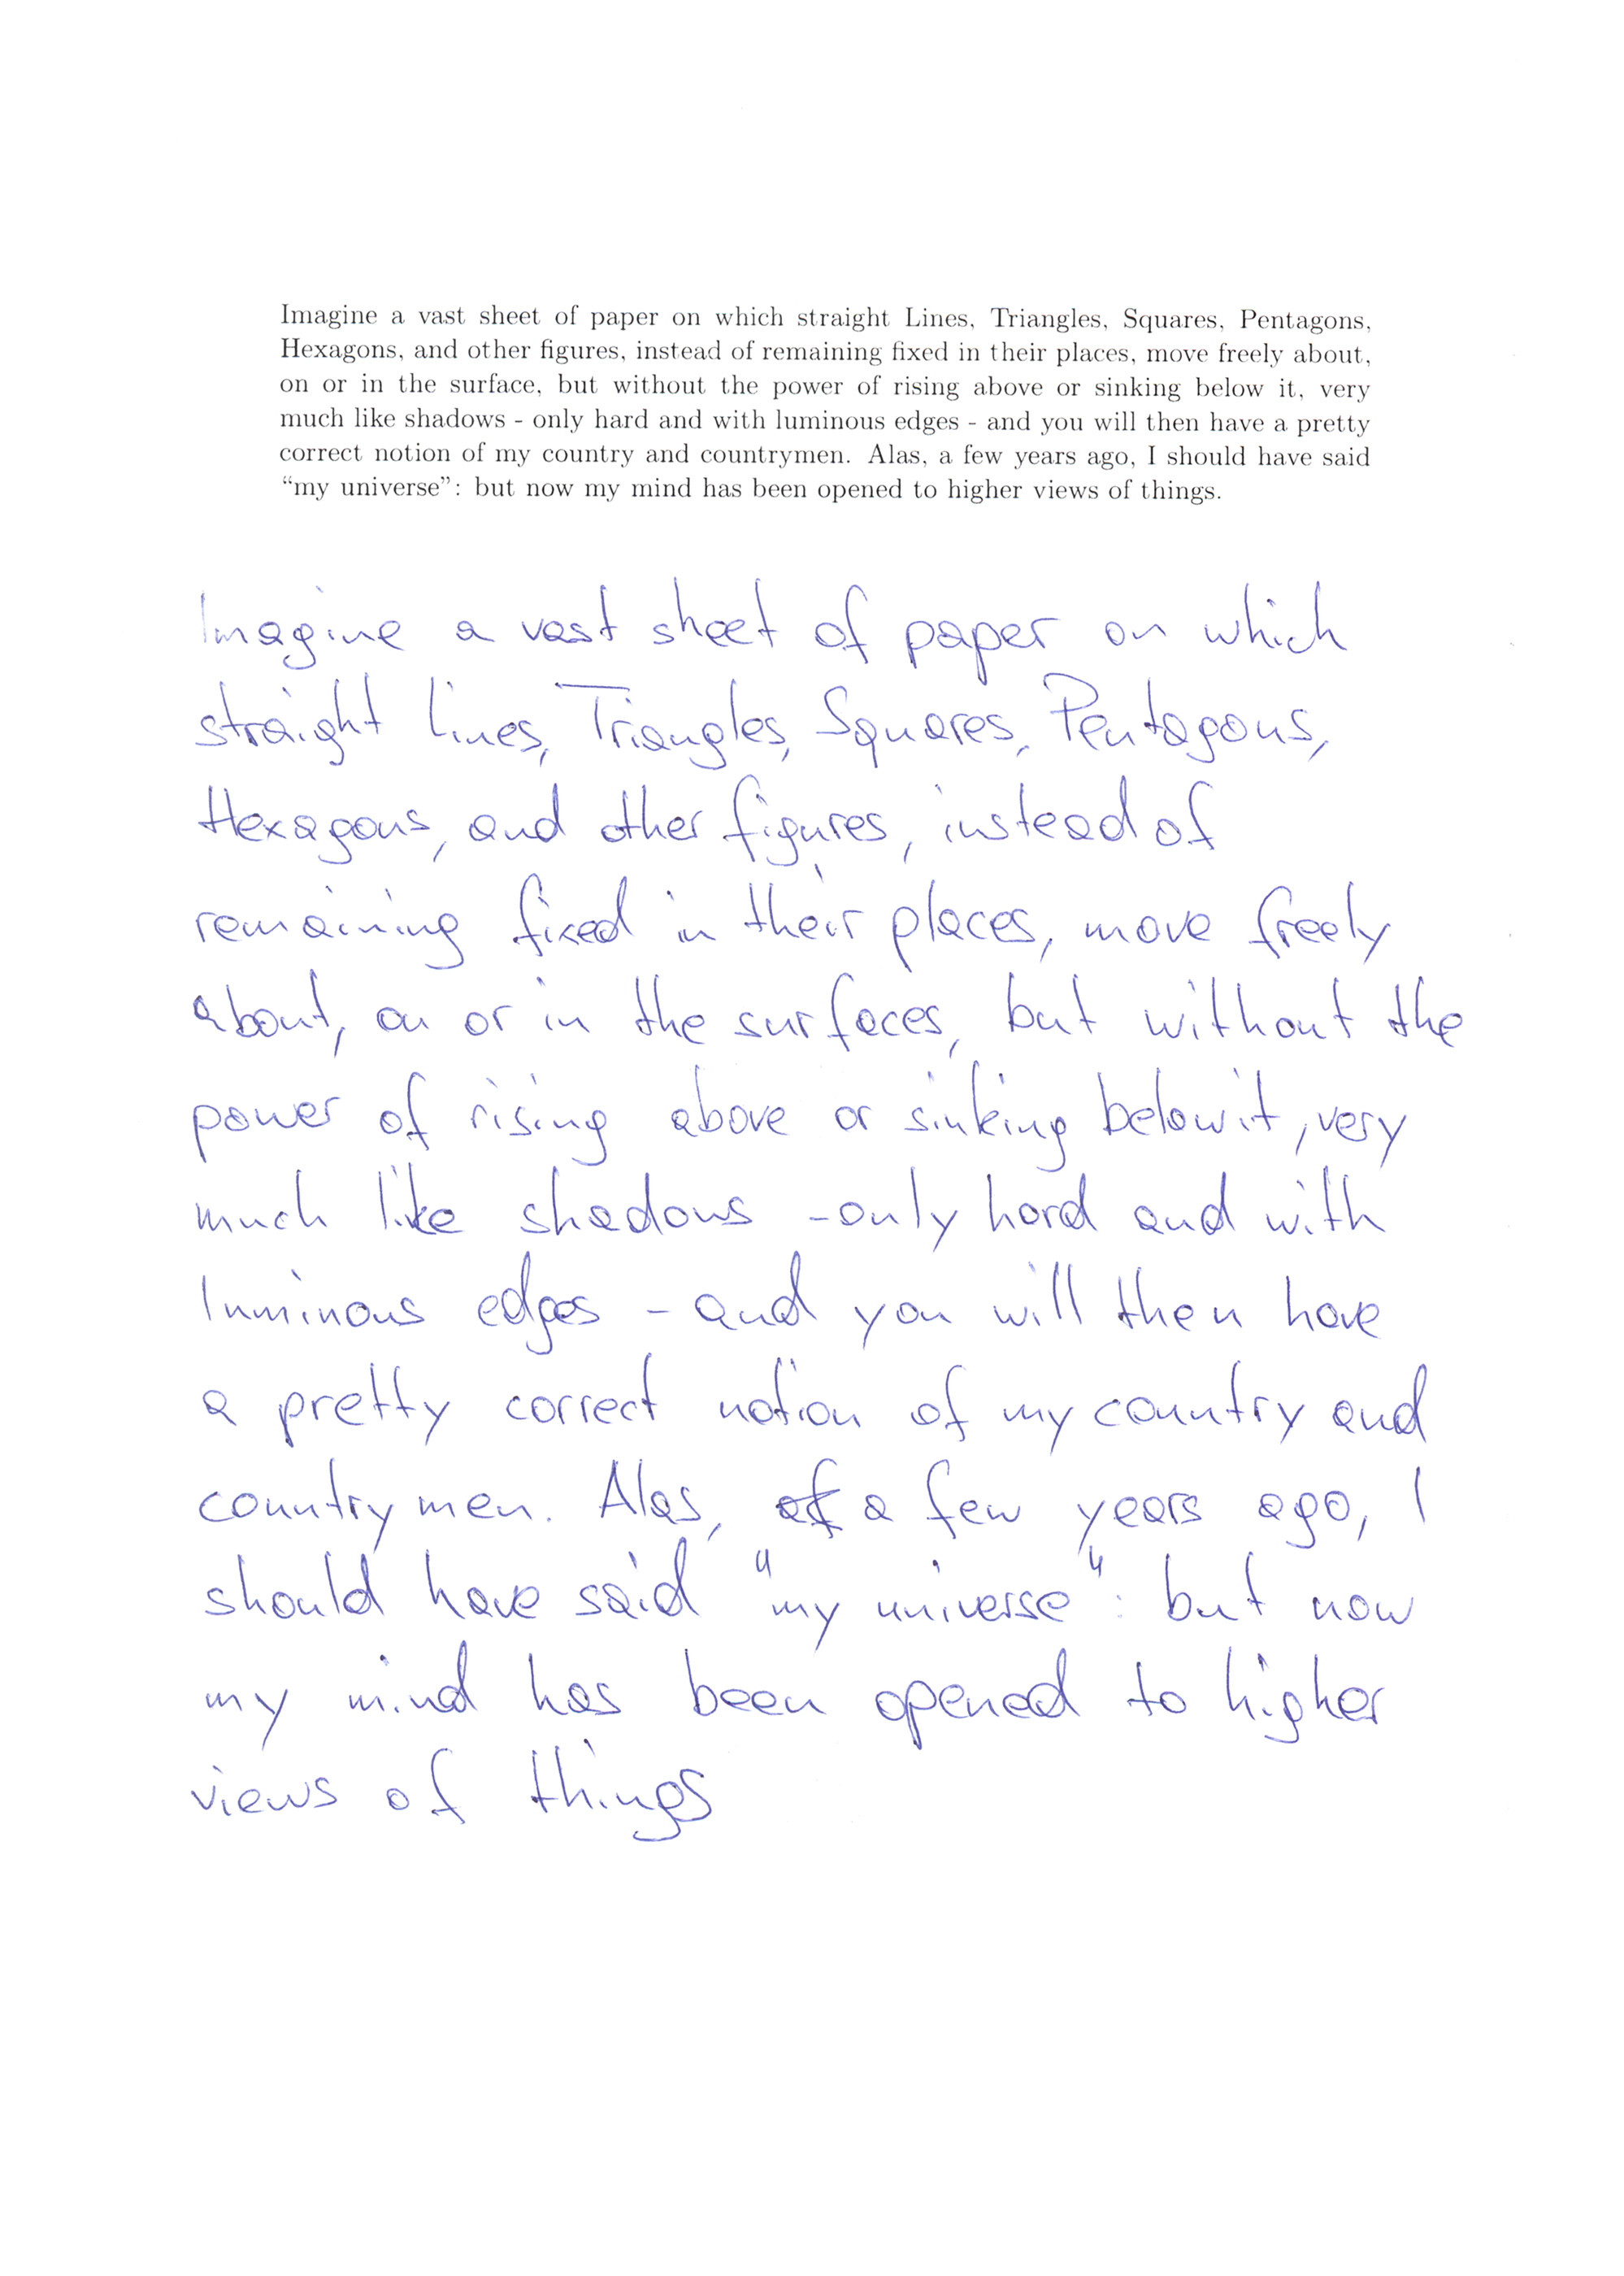 Imagine a vast sheet of paper on which straight Lines, Triangles, Squares, Pentagons,
Hexagons, and other figures, instead of remaining fixed in their places, move freely about,
on or in the surface, but without the power of rising above or sinking below it, very
much like shadows - only hard and with luminous edges - and you will then have a pretty
correct notion of my country and countrymen. Alas, a few years ago, I should have said
“my universe”: but now my mind has been opened to higher views of things.
Imagine a vast sheet of paper on which
straight lines, Triangles, Squares, Pentagons,
Hexagons, and other figures, instead of
remaining fixed in their places, move freely
about, on or in the surfaces, but without the
power of rising above or sinking below it, very
much like shadows - only hard and with
luminous edges - and you will then have
a pretty correct notion of my country and
countrymen. Alas, a few years ago, I
should have said "my universe": but now
my mind has been opened to higher
views of things